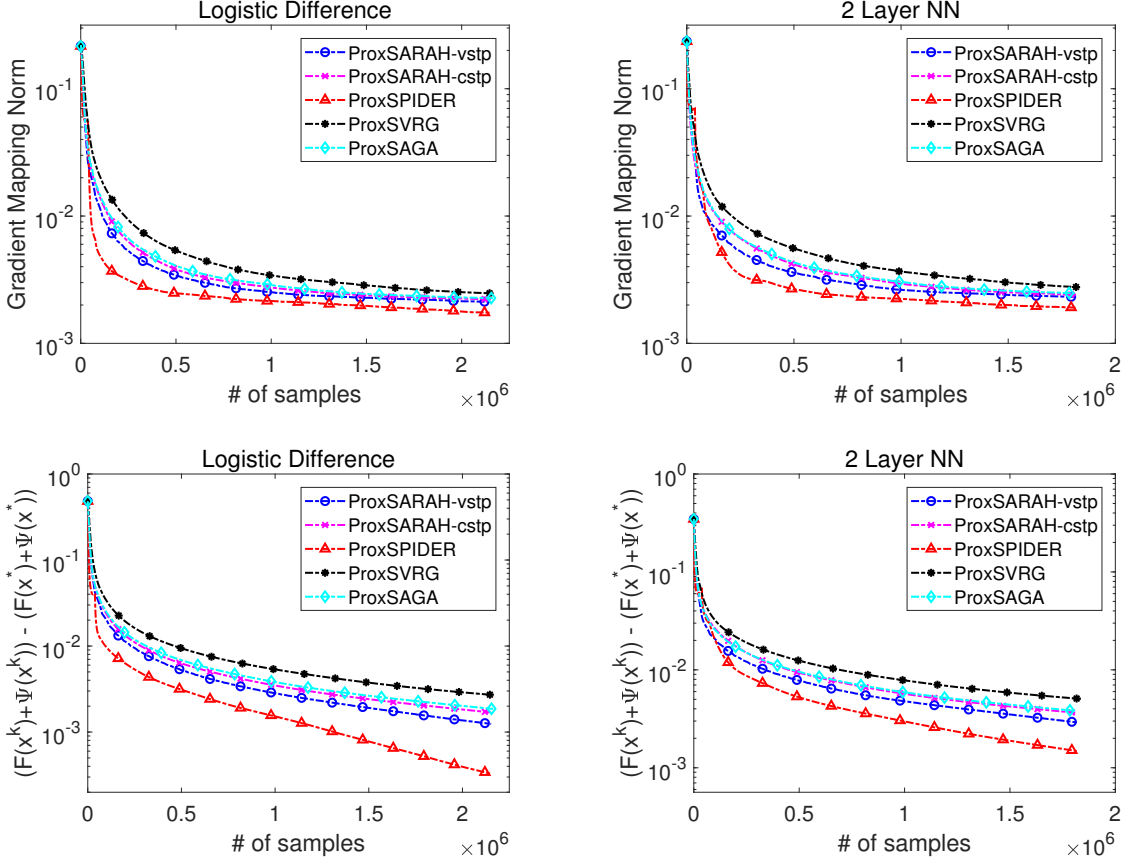 Logistic Difference
Gradient Mapping Norm
10^-1
10^-2
10^-3
ProxSARAH-vstp
ProxSARAH-cstp
ProxSPIDER
ProxSVRG
ProxSAGA
0 0.5 1 1.5 2
# of samples
×10^6
2 Layer NN
Gradient Mapping Norm
10^-1
10^-2
10^-3
ProxSARAH-vstp
ProxSARAH-cstp
ProxSPIDER
ProxSVRG
ProxSAGA
0 0.5 1 1.5 2
# of samples
×10^6
Logistic Difference
(F(x^k)+Ψ(x^k)) - (F(x^*)+Ψ(x^*))
10^0
10^-1
10^-2
10^-3
ProxSARAH-vstp
ProxSARAH-cstp
ProxSPIDER
ProxSVRG
ProxSAGA
0 0.5 1 1.5 2
# of samples
×10^6
2 Layer NN
(F(x^k)+Ψ(x^k)) - (F(x^*)+Ψ(x^*))
10^0
10^-1
10^-2
10^-3
ProxSARAH-vstp
ProxSARAH-cstp
ProxSPIDER
ProxSVRG
ProxSAGA
0 0.5 1 1.5 2
# of samples
×10^6